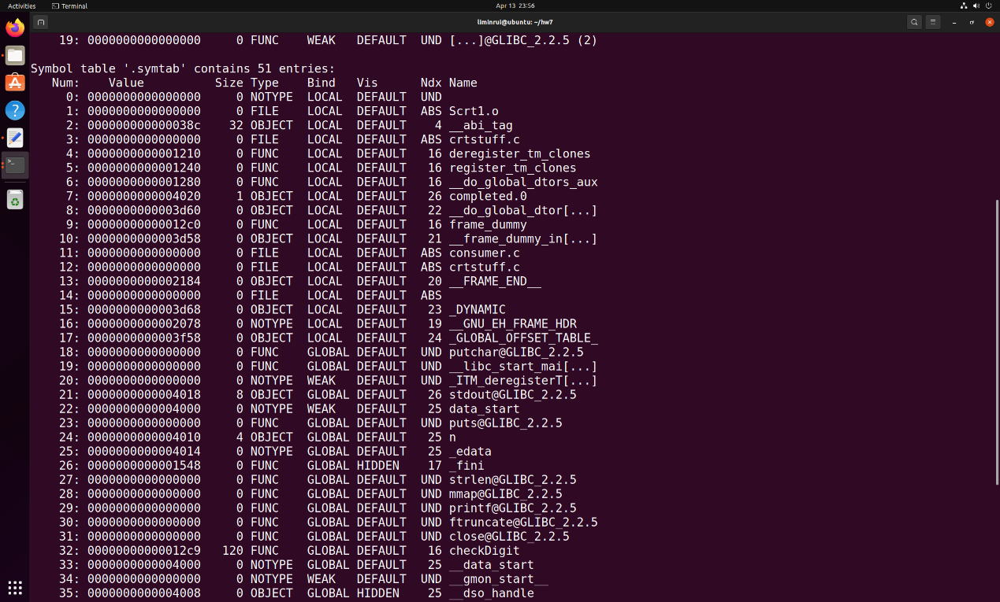 Activities Terminal Apr 13 23:56
liminrui@ubuntu: ~/hw7
19: 0000000000000000 0 FUNC WEAK DEFAULT UND [...]@GLIBC_2.2.5 (2)
Symbol table '.symtab' contains 51 entries:
Num: Value Size Type Bind Vis Ndx Name
0: 0000000000000000 0 NOTYPE LOCAL DEFAULT UND
1: 0000000000000000 0 FILE LOCAL DEFAULT ABS Scrt1.o
2: 000000000000038c 32 OBJECT LOCAL DEFAULT 4 __abi_tag
3: 0000000000000000 0 FILE LOCAL DEFAULT ABS crtstuff.c
4: 0000000000001210 0 FUNC LOCAL DEFAULT 16 deregister_tm_clones
5: 0000000000001240 0 FUNC LOCAL DEFAULT 16 register_tm_clones
6: 0000000000001280 0 FUNC LOCAL DEFAULT 16 __do_global_dtors_aux
7: 0000000000004020 1 OBJECT LOCAL DEFAULT 26 completed.0
8: 0000000000003d60 0 OBJECT LOCAL DEFAULT 22 __do_global_dtor[...]
9: 00000000000012c0 0 FUNC LOCAL DEFAULT 16 frame_dummy
10: 0000000000003d58 0 OBJECT LOCAL DEFAULT 21 __frame_dummy_in[...]
11: 0000000000000000 0 FILE LOCAL DEFAULT ABS consumer.c
12: 0000000000000000 0 FILE LOCAL DEFAULT ABS crtstuff.c
13: 0000000000002184 0 OBJECT LOCAL DEFAULT 20 __FRAME_END__
14: 0000000000000000 0 FILE LOCAL DEFAULT ABS
15: 0000000000003d68 0 OBJECT LOCAL DEFAULT 23 _DYNAMIC
16: 0000000000002078 0 NOTYPE LOCAL DEFAULT 19 __GNU_EH_FRAME_HDR
17: 0000000000003f58 0 OBJECT LOCAL DEFAULT 24 _GLOBAL_OFFSET_TABLE_
18: 0000000000000000 0 FUNC GLOBAL DEFAULT UND putchar@GLIBC_2.2.5
19: 0000000000000000 0 FUNC GLOBAL DEFAULT UND __libc_start_mai[...]
20: 0000000000000000 0 NOTYPE WEAK DEFAULT UND _ITM_deregisterT[...]
21: 0000000000004018 8 OBJECT GLOBAL DEFAULT 26 stdout@GLIBC_2.2.5
22: 0000000000004000 0 NOTYPE WEAK DEFAULT 25 data_start
23: 0000000000000000 0 FUNC GLOBAL DEFAULT UND puts@GLIBC_2.2.5
24: 0000000000004010 4 OBJECT GLOBAL DEFAULT 25 n
25: 0000000000004014 0 NOTYPE GLOBAL DEFAULT 25 _edata
26: 0000000000001548 0 FUNC GLOBAL HIDDEN 17 _fini
27: 0000000000000000 0 FUNC GLOBAL DEFAULT UND strlen@GLIBC_2.2.5
28: 0000000000000000 0 FUNC GLOBAL DEFAULT UND mmap@GLIBC_2.2.5
29: 0000000000000000 0 FUNC GLOBAL DEFAULT UND printf@GLIBC_2.2.5
30: 0000000000000000 0 FUNC GLOBAL DEFAULT UND ftruncate@GLIBC_2.2.5
31: 0000000000000000 0 FUNC GLOBAL DEFAULT UND close@GLIBC_2.2.5
32: 00000000000012c9 120 FUNC GLOBAL DEFAULT 16 checkDigit
33: 0000000000004000 0 NOTYPE GLOBAL DEFAULT 25 __data_start
34: 0000000000000000 0 NOTYPE WEAK DEFAULT UND __gmon_start__
35: 0000000000004008 0 OBJECT GLOBAL HIDDEN 25 __dso_handle